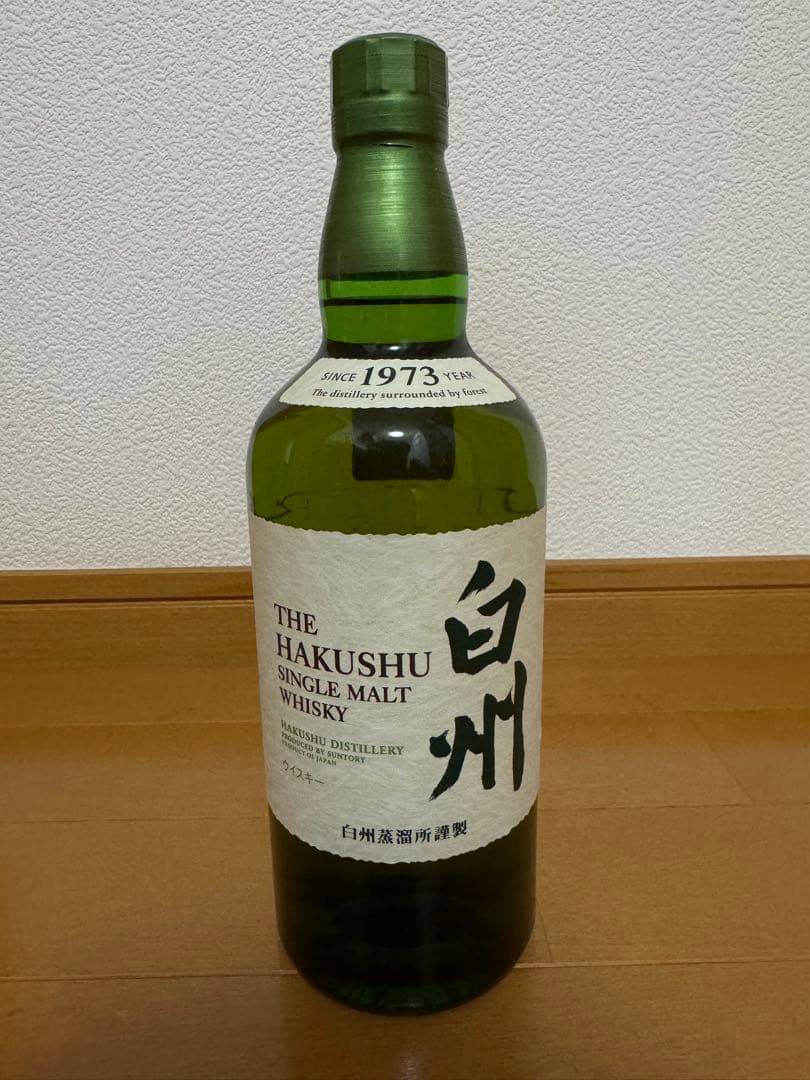 SINCE 1973 YEAR
The distillery surrounded by forest
THE
HAKUSHU
SINGLE MALT
WHISKY
HAKUSHU DISTILLERY
PRODUCED BY SUNTORY
PRODUCT OF JAPAN
ウイスキー
白州
白州蒸溜所謹製